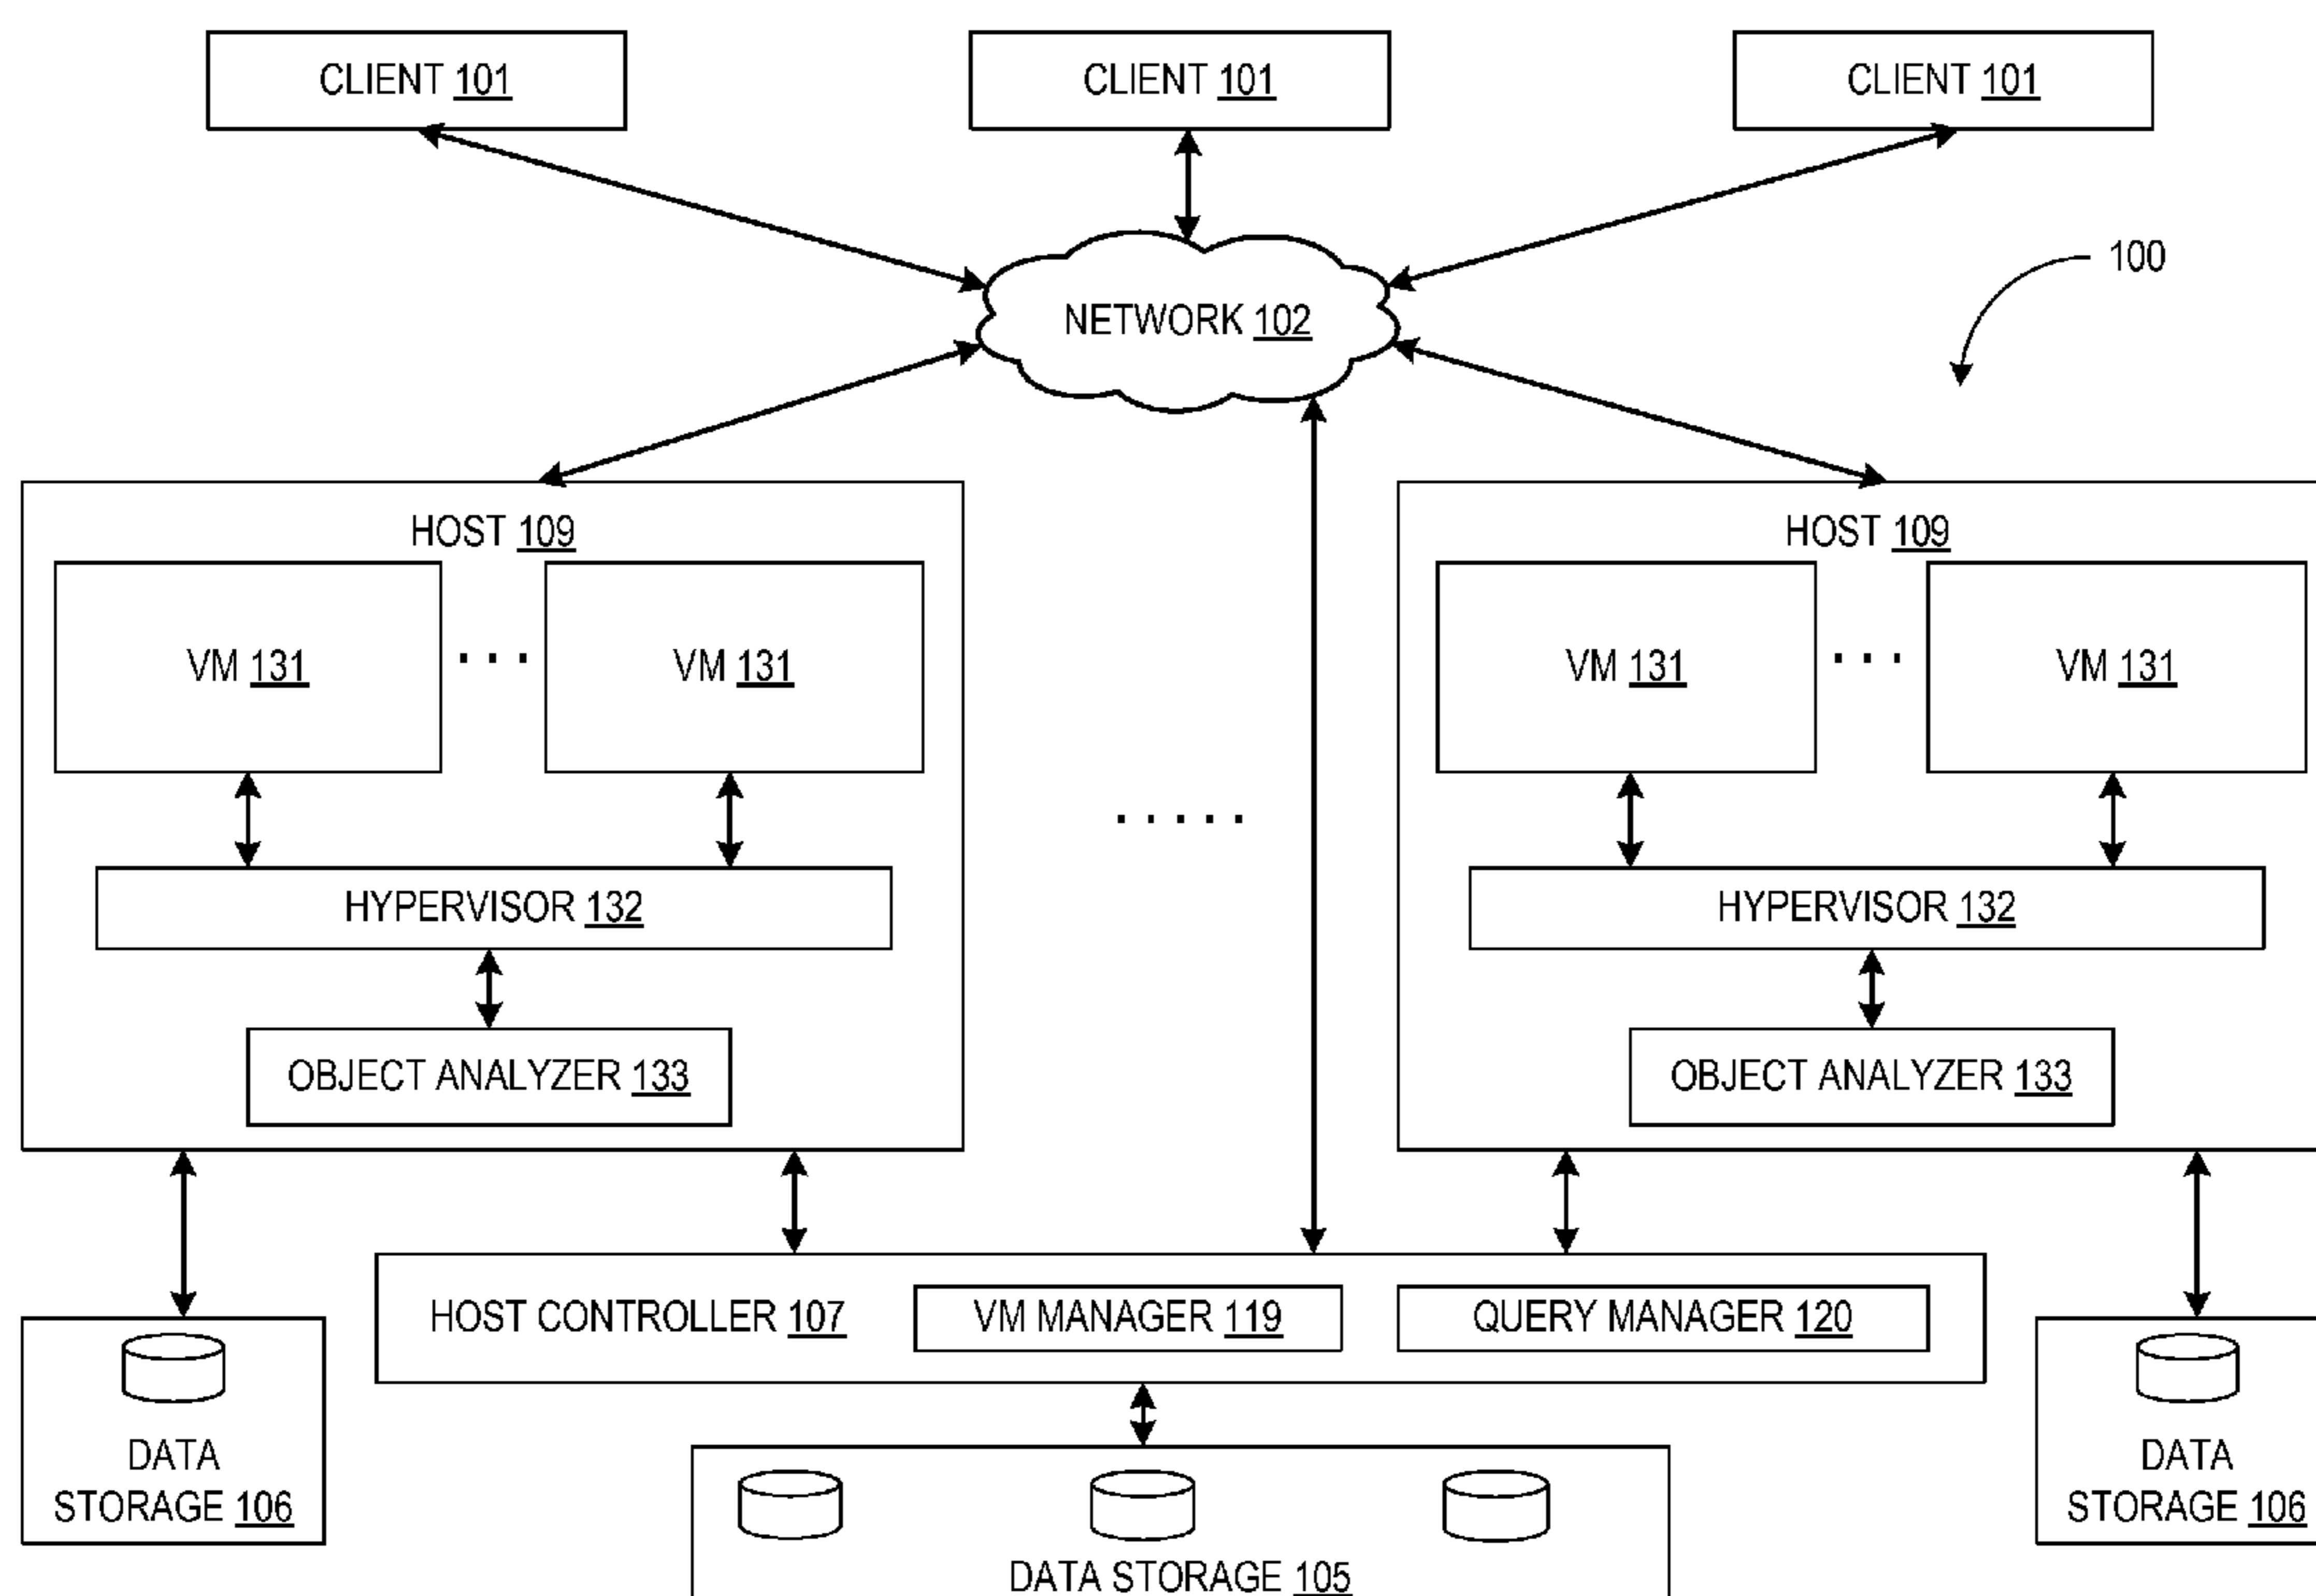 CLIENT 101
CLIENT 101
CLIENT 101
NETWORK 102
100
HOST 109
HOST 109
VM 131
...
VM 131
VM 131
...
VM 131
.....
HYPERVISOR 132
HYPERVISOR 132
OBJECT ANALYZER 133
OBJECT ANALYZER 133
HOST CONTROLLER 107
VM MANAGER 119
QUERY MANAGER 120
DATA
STORAGE 106
DATA
STORAGE 106
DATA STORAGE 105